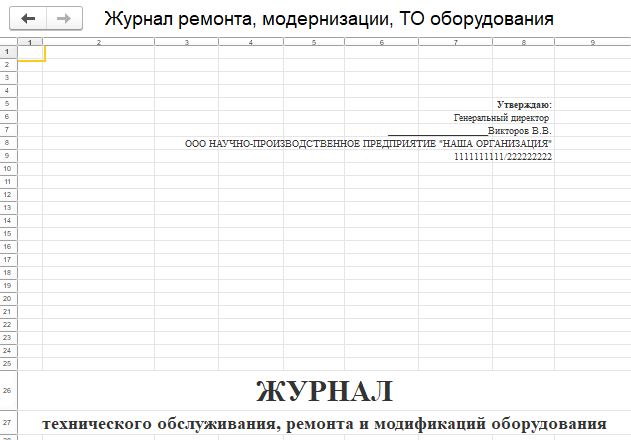 Журнал ремонта, модернизации, ТО оборудования
1 2 3 4 5 6 7 8 9
1
2
3
4
5 Утверждаю:
6 Генеральный директор
7 ____________________Викторов В.В.
8 ООО НАУЧНО-ПРОИЗВОДСТВЕННОЕ ПРЕДПРИЯТИЕ "НАША ОРГАНИЗАЦИЯ"
9 1111111111/222222222
10
11
12
13
14
15
16
17
18
19
20
21
22
23
24
25
26 ЖУРНАЛ
27 технического обслуживания, ремонта и модификаций оборудования